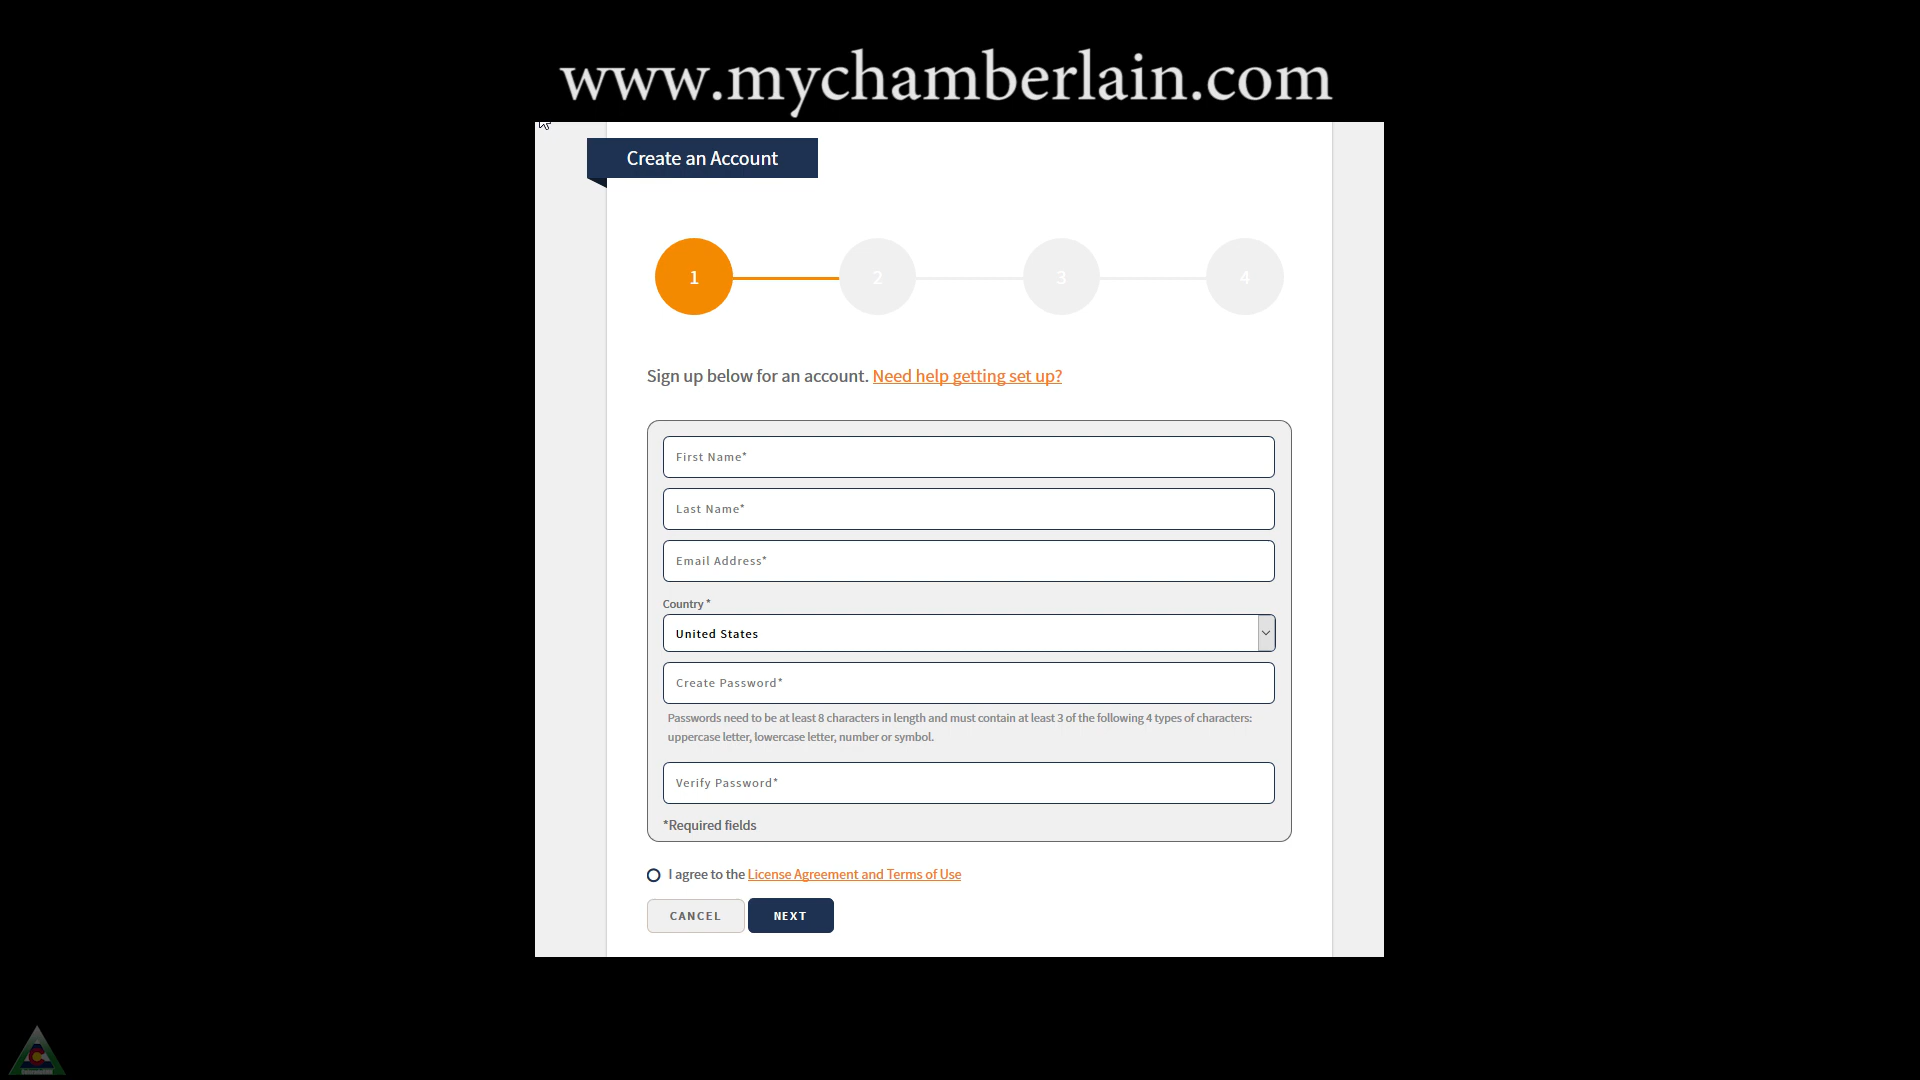 www.mychamberlain.com
Create an Account
1
2
3
4
Sign up below for an account. Need help getting set up?
First Name*
Last Name*
Email Address*
Country *
United States
Create Password*
Passwords need to be at least 8 characters in length and must contain at least 3 of the following 4 types of characters:
uppercase letter, lowercase letter, number or symbol.
Verify Password*
*Required fields
I agree to the License Agreement and Terms of Use
CANCEL NEXT